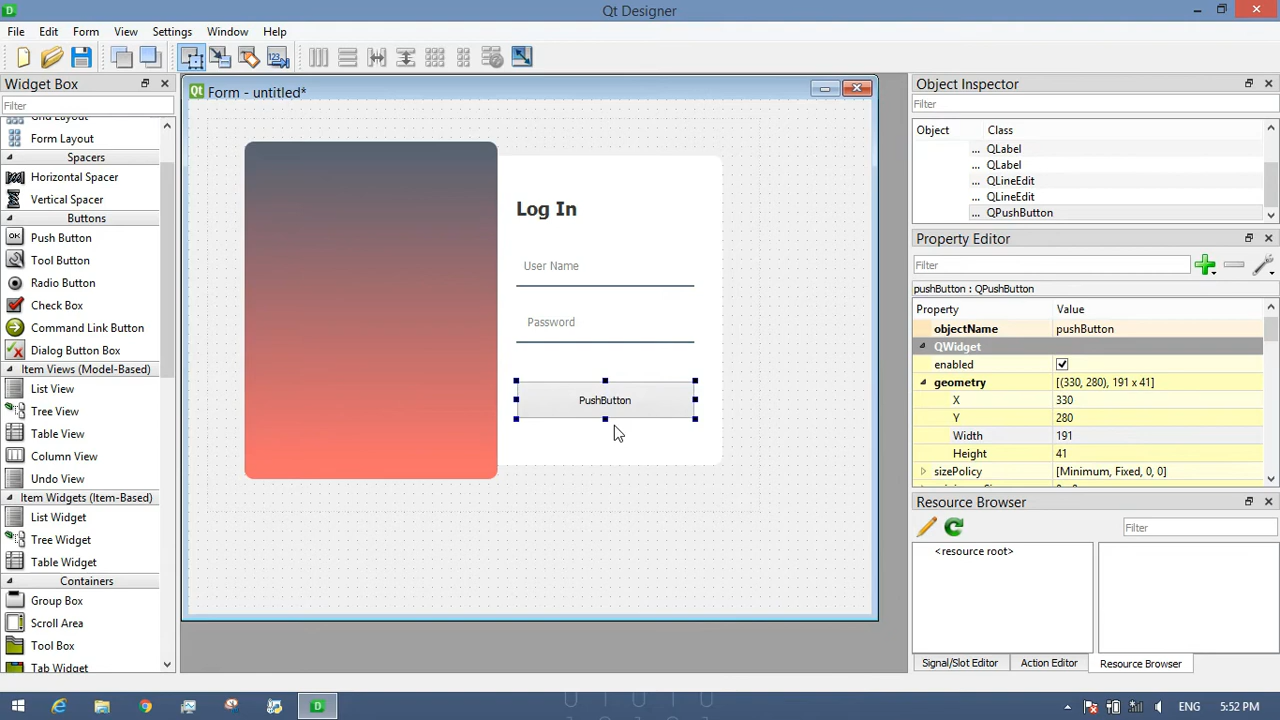 Qt Designer
File Edit Form View Settings Window Help
Widget Box
Filter
Form Layout
Spacers
Horizontal Spacer
Vertical Spacer
Buttons
Push Button
Tool Button
Radio Button
Check Box
Command Link Button
Dialog Button Box
Item Views (Model-Based)
List View
Tree View
Table View
Column View
Undo View
Item Widgets (Item-Based)
List Widget
Tree Widget
Table Widget
Containers
Group Box
Scroll Area
Tool Box
Tab Widget
Form - untitled*
Log In
User Name
Password
PushButton
Object Inspector
Filter
Object Class
... QLabel
... QLabel
... QLineEdit
... QLineEdit
... QPushButton
Property Editor
Filter
pushButton : QPushButton
Property Value
objectName pushButton
QWidget
enabled
geometry [(330, 280), 191 x 41]
X 330
Y 280
Width 191
Height 41
sizePolicy [Minimum, Fixed, 0, 0]
Resource Browser
Filter
<resource root>
Signal/Slot Editor Action Editor Resource Browser
ENG 5:52 PM